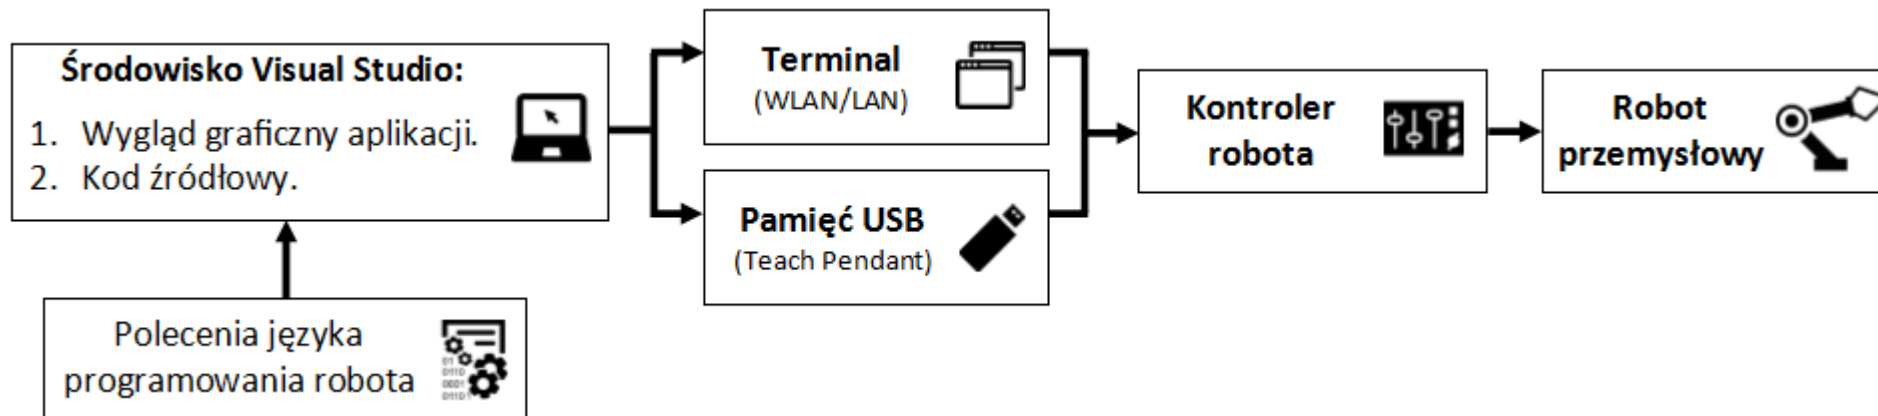 Środowisko Visual Studio:
1. Wygląd graficzny aplikacji.
2. Kod źródłowy.
Polecenia języka
programowania robota
Terminal
(WLAN/LAN)
Pamięć USB
(Teach Pendant)
Kontroler
robota
Robot
przemysłowy